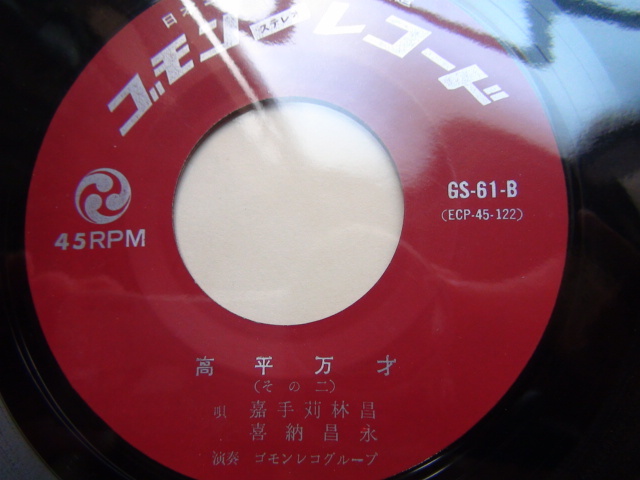 ゴモンレコード
ステレオ
GS-61-B
(ECP-45-122)
45RPM
高平万才
(その二)
唄 嘉手苅林昌
喜納昌永
演奏 ゴモンレコグループ